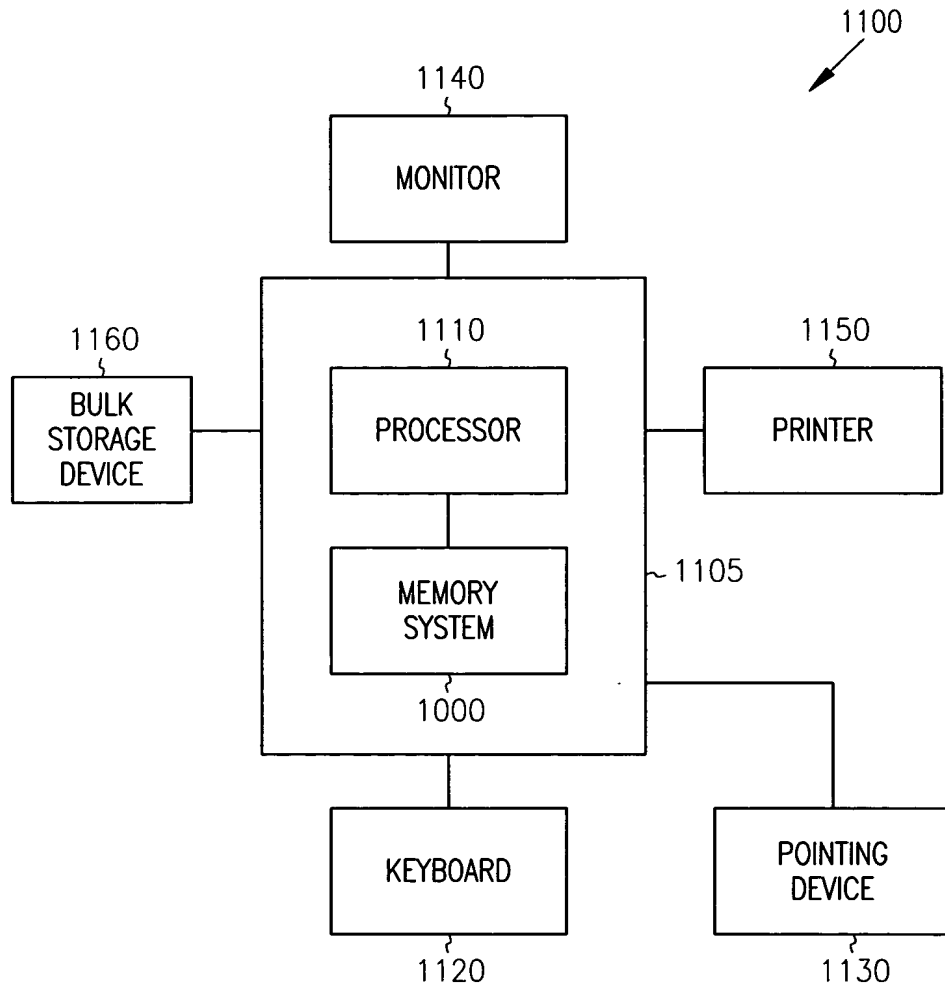 1100
1140
MONITOR
1160
BULK
STORAGE
DEVICE
1110
PROCESSOR
1150
PRINTER
1105
MEMORY
SYSTEM
1000
KEYBOARD
1120
POINTING
DEVICE
1130